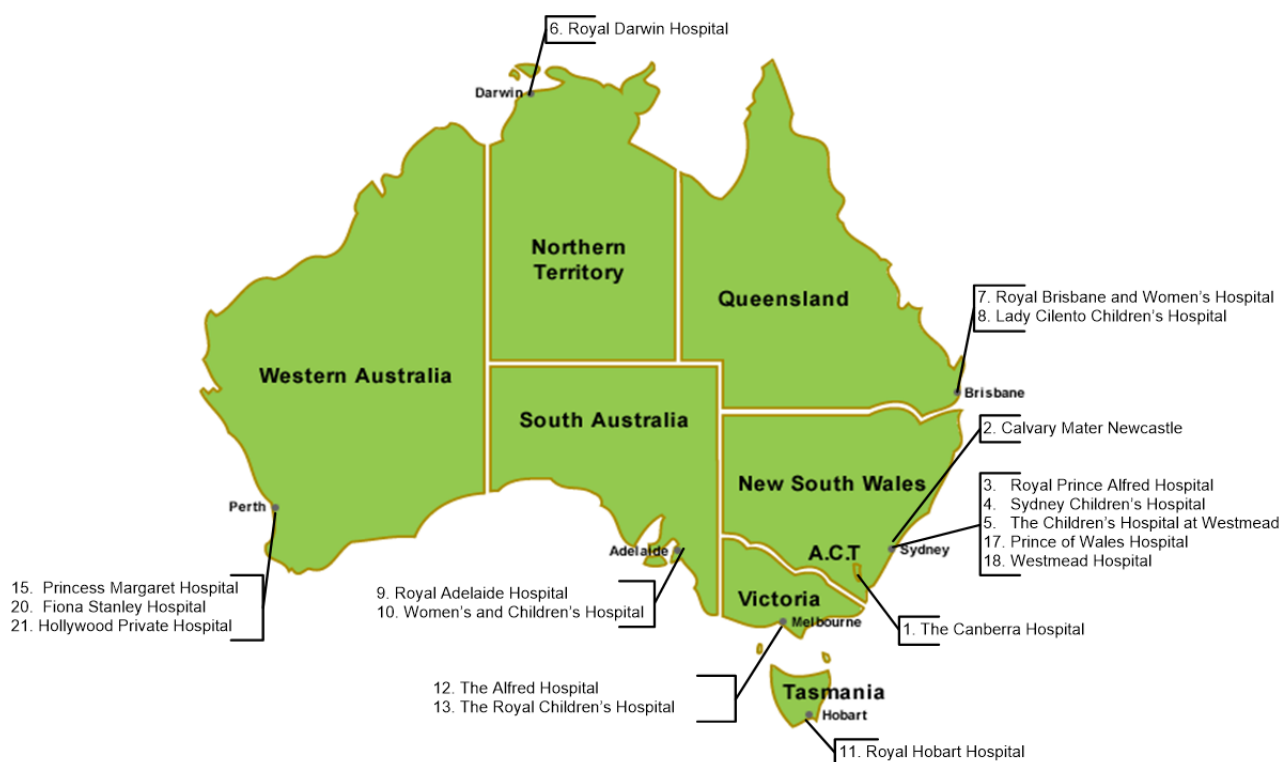 6. Royal Darwin Hospital
Darwin
Northern
Territory
Queensland
7. Royal Brisbane and Women's Hospital
8. Lady Cilento Children's Hospital
Western Australia
Brisbane
South Australia
2. Calvary Mater Newcastle
New South Wales
3. Royal Prince Alfred Hospital
4. Sydney Children's Hospital
5. The Children's Hospital at Westmead
17. Prince of Wales Hospital
18. Westmead Hospital
Perth
Adelaide
A.C.T
Sydney
15. Princess Margaret Hospital
20. Fiona Stanley Hospital
21. Hollywood Private Hospital
9. Royal Adelaide Hospital
10. Women's and Children's Hospital
Victoria
Melbourne
1. The Canberra Hospital
12. The Alfred Hospital
13. The Royal Children's Hospital
Tasmania
Hobart
11. Royal Hobart Hospital